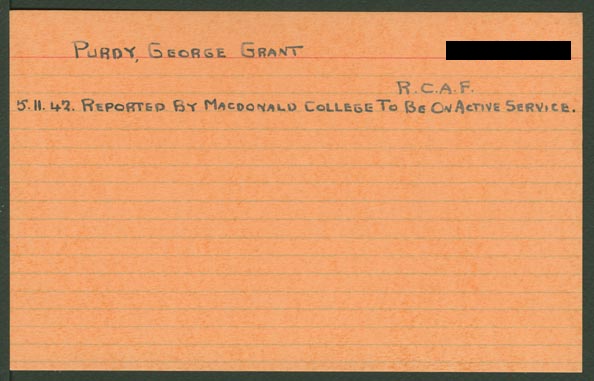 PURDY, GEORGE GRANT
R.C.A.F.
5.11.42. REPORTED BY MACDONALD COLLEGE TO BE ON ACTIVE SERVICE.